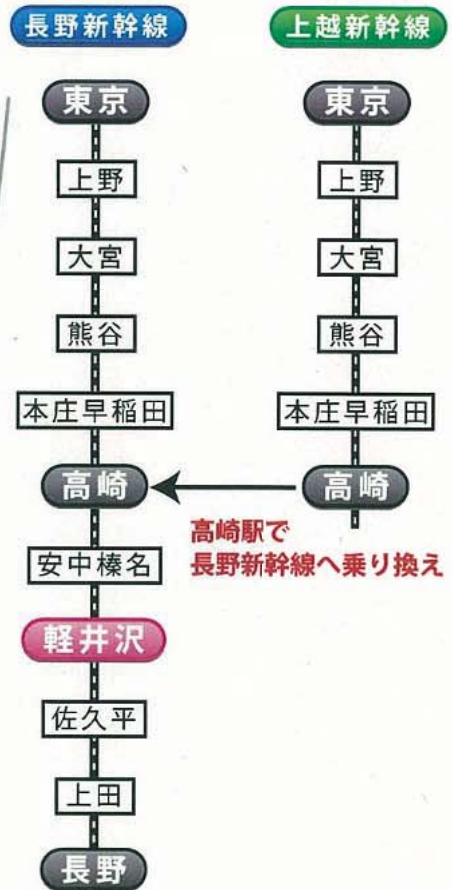 長野新幹線
東京
上野
大宮
熊谷
本庄早稲田
高崎
安中榛名
軽井沢
佐久平
上田
長野
上越新幹線
東京
上野
大宮
熊谷
本庄早稲田
高崎
高崎駅で
長野新幹線へ乗り換え